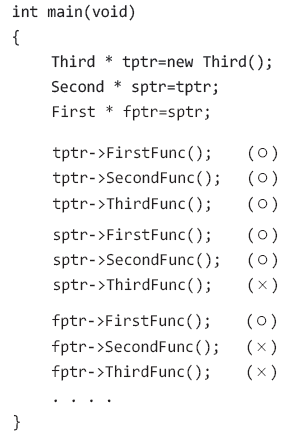 int main(void)
{
Third * tptr=new Third();
Second * sptr=tptr;
First * fptr=sptr;
tptr->FirstFunc(); (○)
tptr->SecondFunc(); (○)
tptr->ThirdFunc(); (○)
sptr->FirstFunc(); (○)
sptr->SecondFunc(); (○)
sptr->ThirdFunc(); (×)
fptr->FirstFunc(); (○)
fptr->SecondFunc(); (×)
fptr->ThirdFunc(); (×)
. . . .
}